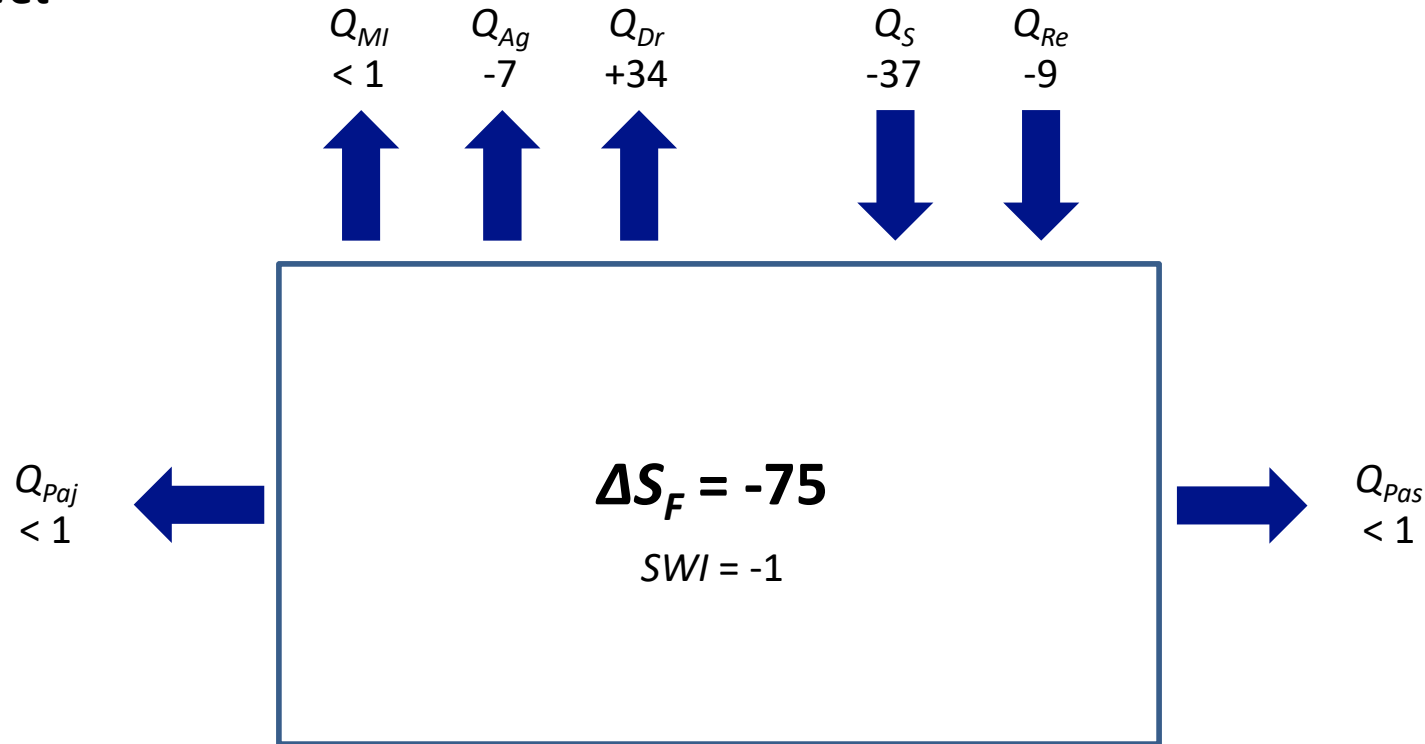 Q_MI Q_Ag Q_Dr Q_S Q_Re
< 1 -7 +34 -37 -9
ΔS_F = -75
Q_Paj Q_Pas
< 1 < 1
SWI = -1